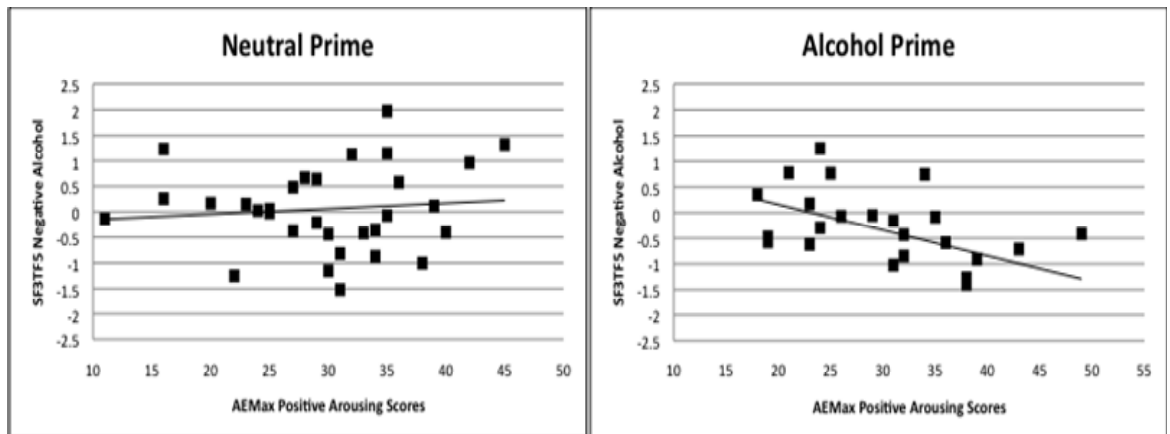 Neutral Prime
2.5
2
1.5
1
0.5
0
-0.5
-1
-1.5
-2
-2.5
SF3TFS Negative Alcohol
10 15 20 25 30 35 40 45 50
AEMax Positive Arousing Scores
Alcohol Prime
2.5
2
1.5
1
0.5
0
-0.5
-1
-1.5
-2
-2.5
SF3TFS Negative Alcohol
10 15 20 25 30 35 40 45 50 55
AEMax Positive Arousing Scores